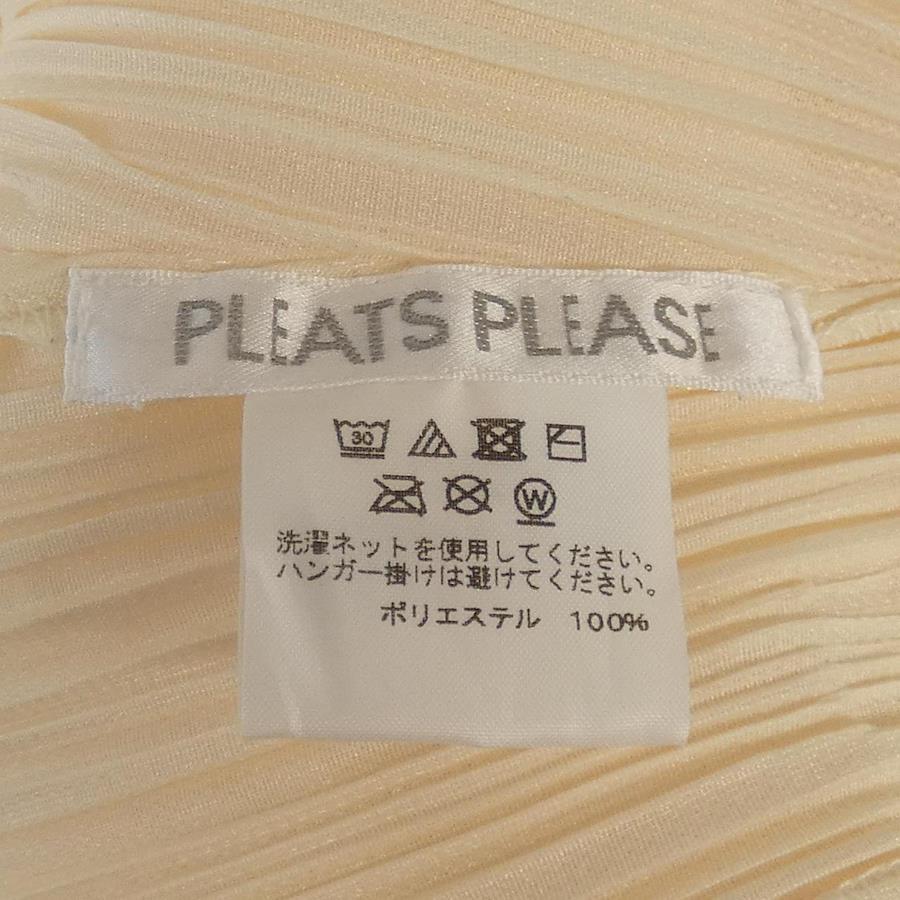 PLEATS PLEASE
30
W
洗濯ネットを使用してください。
ハンガー掛けは避けてください。
ポリエステル 100%